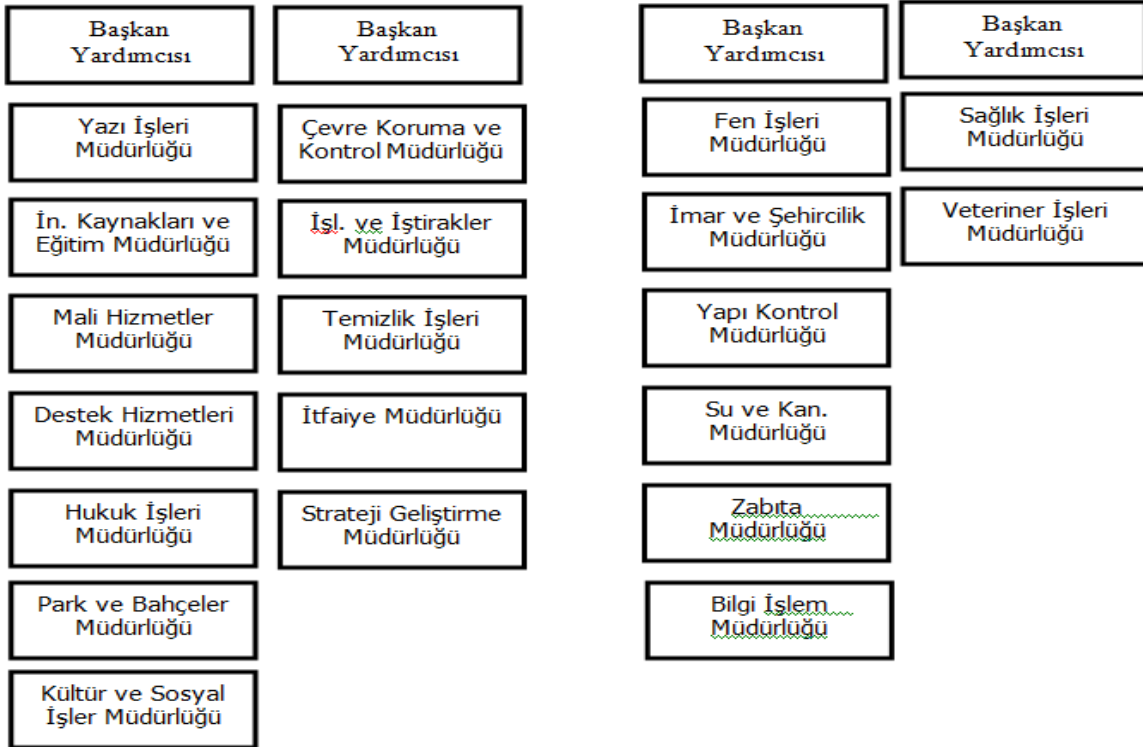 Başkan
Yardımcısı
Yazı İşleri
Müdürlüğü
İn. Kaynakları ve
Eğitim Müdürlüğü
Mali Hizmetler
Müdürlüğü
Destek Hizmetleri
Müdürlüğü
Hukuk İşleri
Müdürlüğü
Park ve Bahçeler
Müdürlüğü
Kültür ve Sosyal
İşler Müdürlüğü
Başkan
Yardımcısı
Çevre Koruma ve
Kontrol Müdürlüğü
İşl. ve İştirakler
Müdürlüğü
Temizlik İşleri
Müdürlüğü
İtfaiye Müdürlüğü
Strateji Geliştirme
Müdürlüğü
Başkan
Yardımcısı
Fen İşleri
Müdürlüğü
İmar ve Şehircilik
Müdürlüğü
Yapı Kontrol
Müdürlüğü
Su ve Kan.
Müdürlüğü
Zabıta
Müdürlüğü
Bilgi İşlem
Müdürlüğü
Başkan
Yardımcısı
Sağlık İşleri
Müdürlüğü
Veteriner İşleri
Müdürlüğü